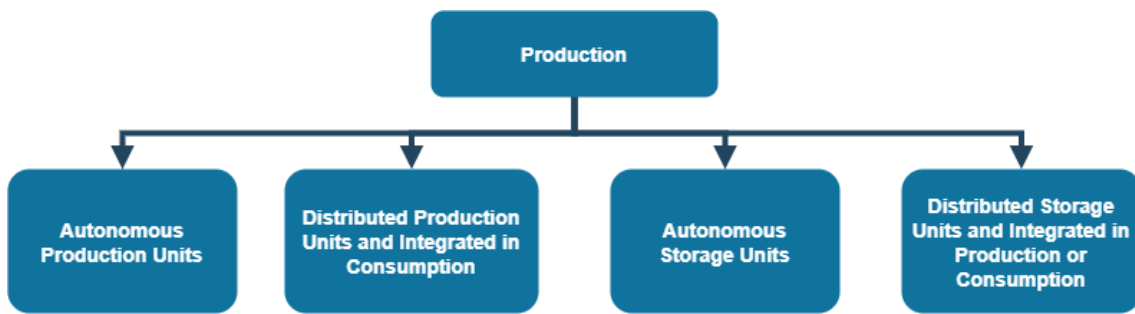 Production
Autonomous
Production Units
Distributed Production
Units and Integrated in
Consumption
Autonomous
Storage Units
Distributed Storage
Units and Integrated in
Production or
Consumption